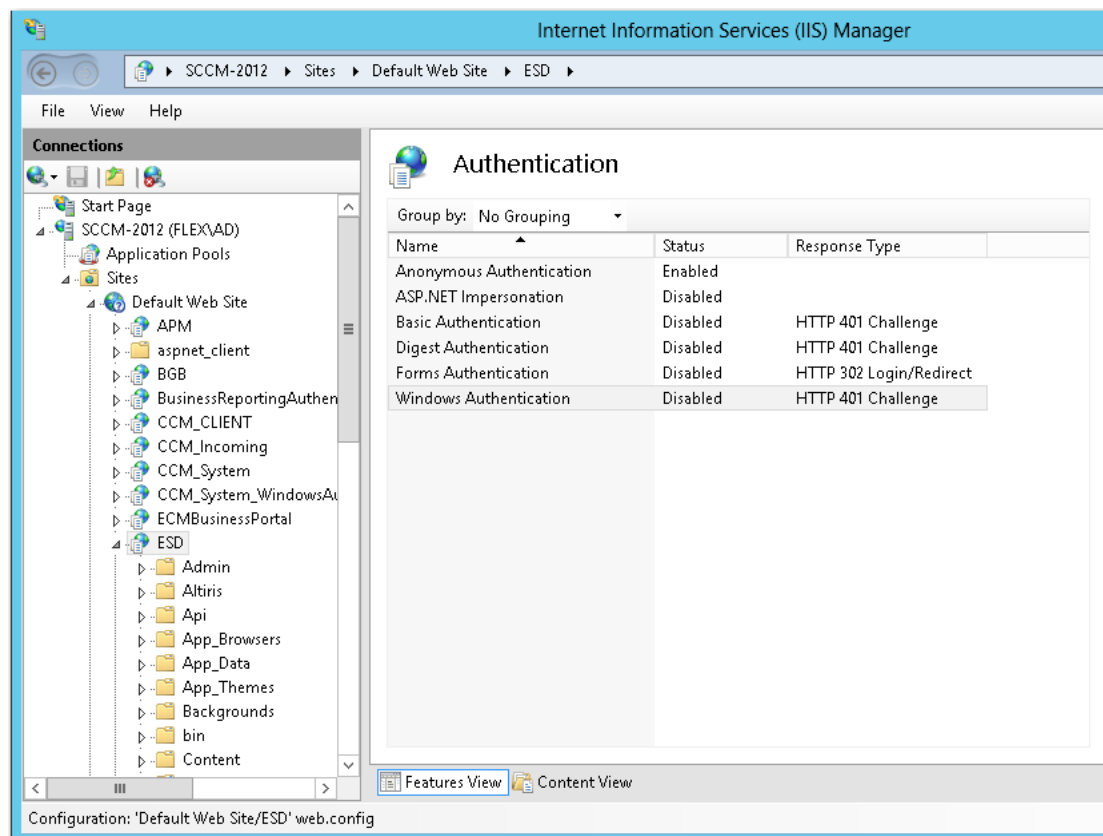 Internet Information Services (IIS) Manager
SCCM-2012 Sites Default Web Site ESD
File View Help
Connections
Start Page
SCCM-2012 (FLEX\AD)
Application Pools
Sites
Default Web Site
APM
aspnet_client
BGB
BusinessReportingAuthen
CCM_CLIENT
CCM_Incoming
CCM_System
CCM_System_WindowsAu
ECMBusinessPortal
ESD
Admin
Altiris
Api
App_Browsers
App_Data
App_Themes
Backgrounds
bin
Content
Authentication
Group by: No Grouping
Name Status Response Type
Anonymous Authentication Enabled
ASP.NET Impersonation Disabled
Basic Authentication Disabled HTTP 401 Challenge
Digest Authentication Disabled HTTP 401 Challenge
Forms Authentication Disabled HTTP 302 Login/Redirect
Windows Authentication Disabled HTTP 401 Challenge
Features View Content View
Configuration: 'Default Web Site/ESD' web.config